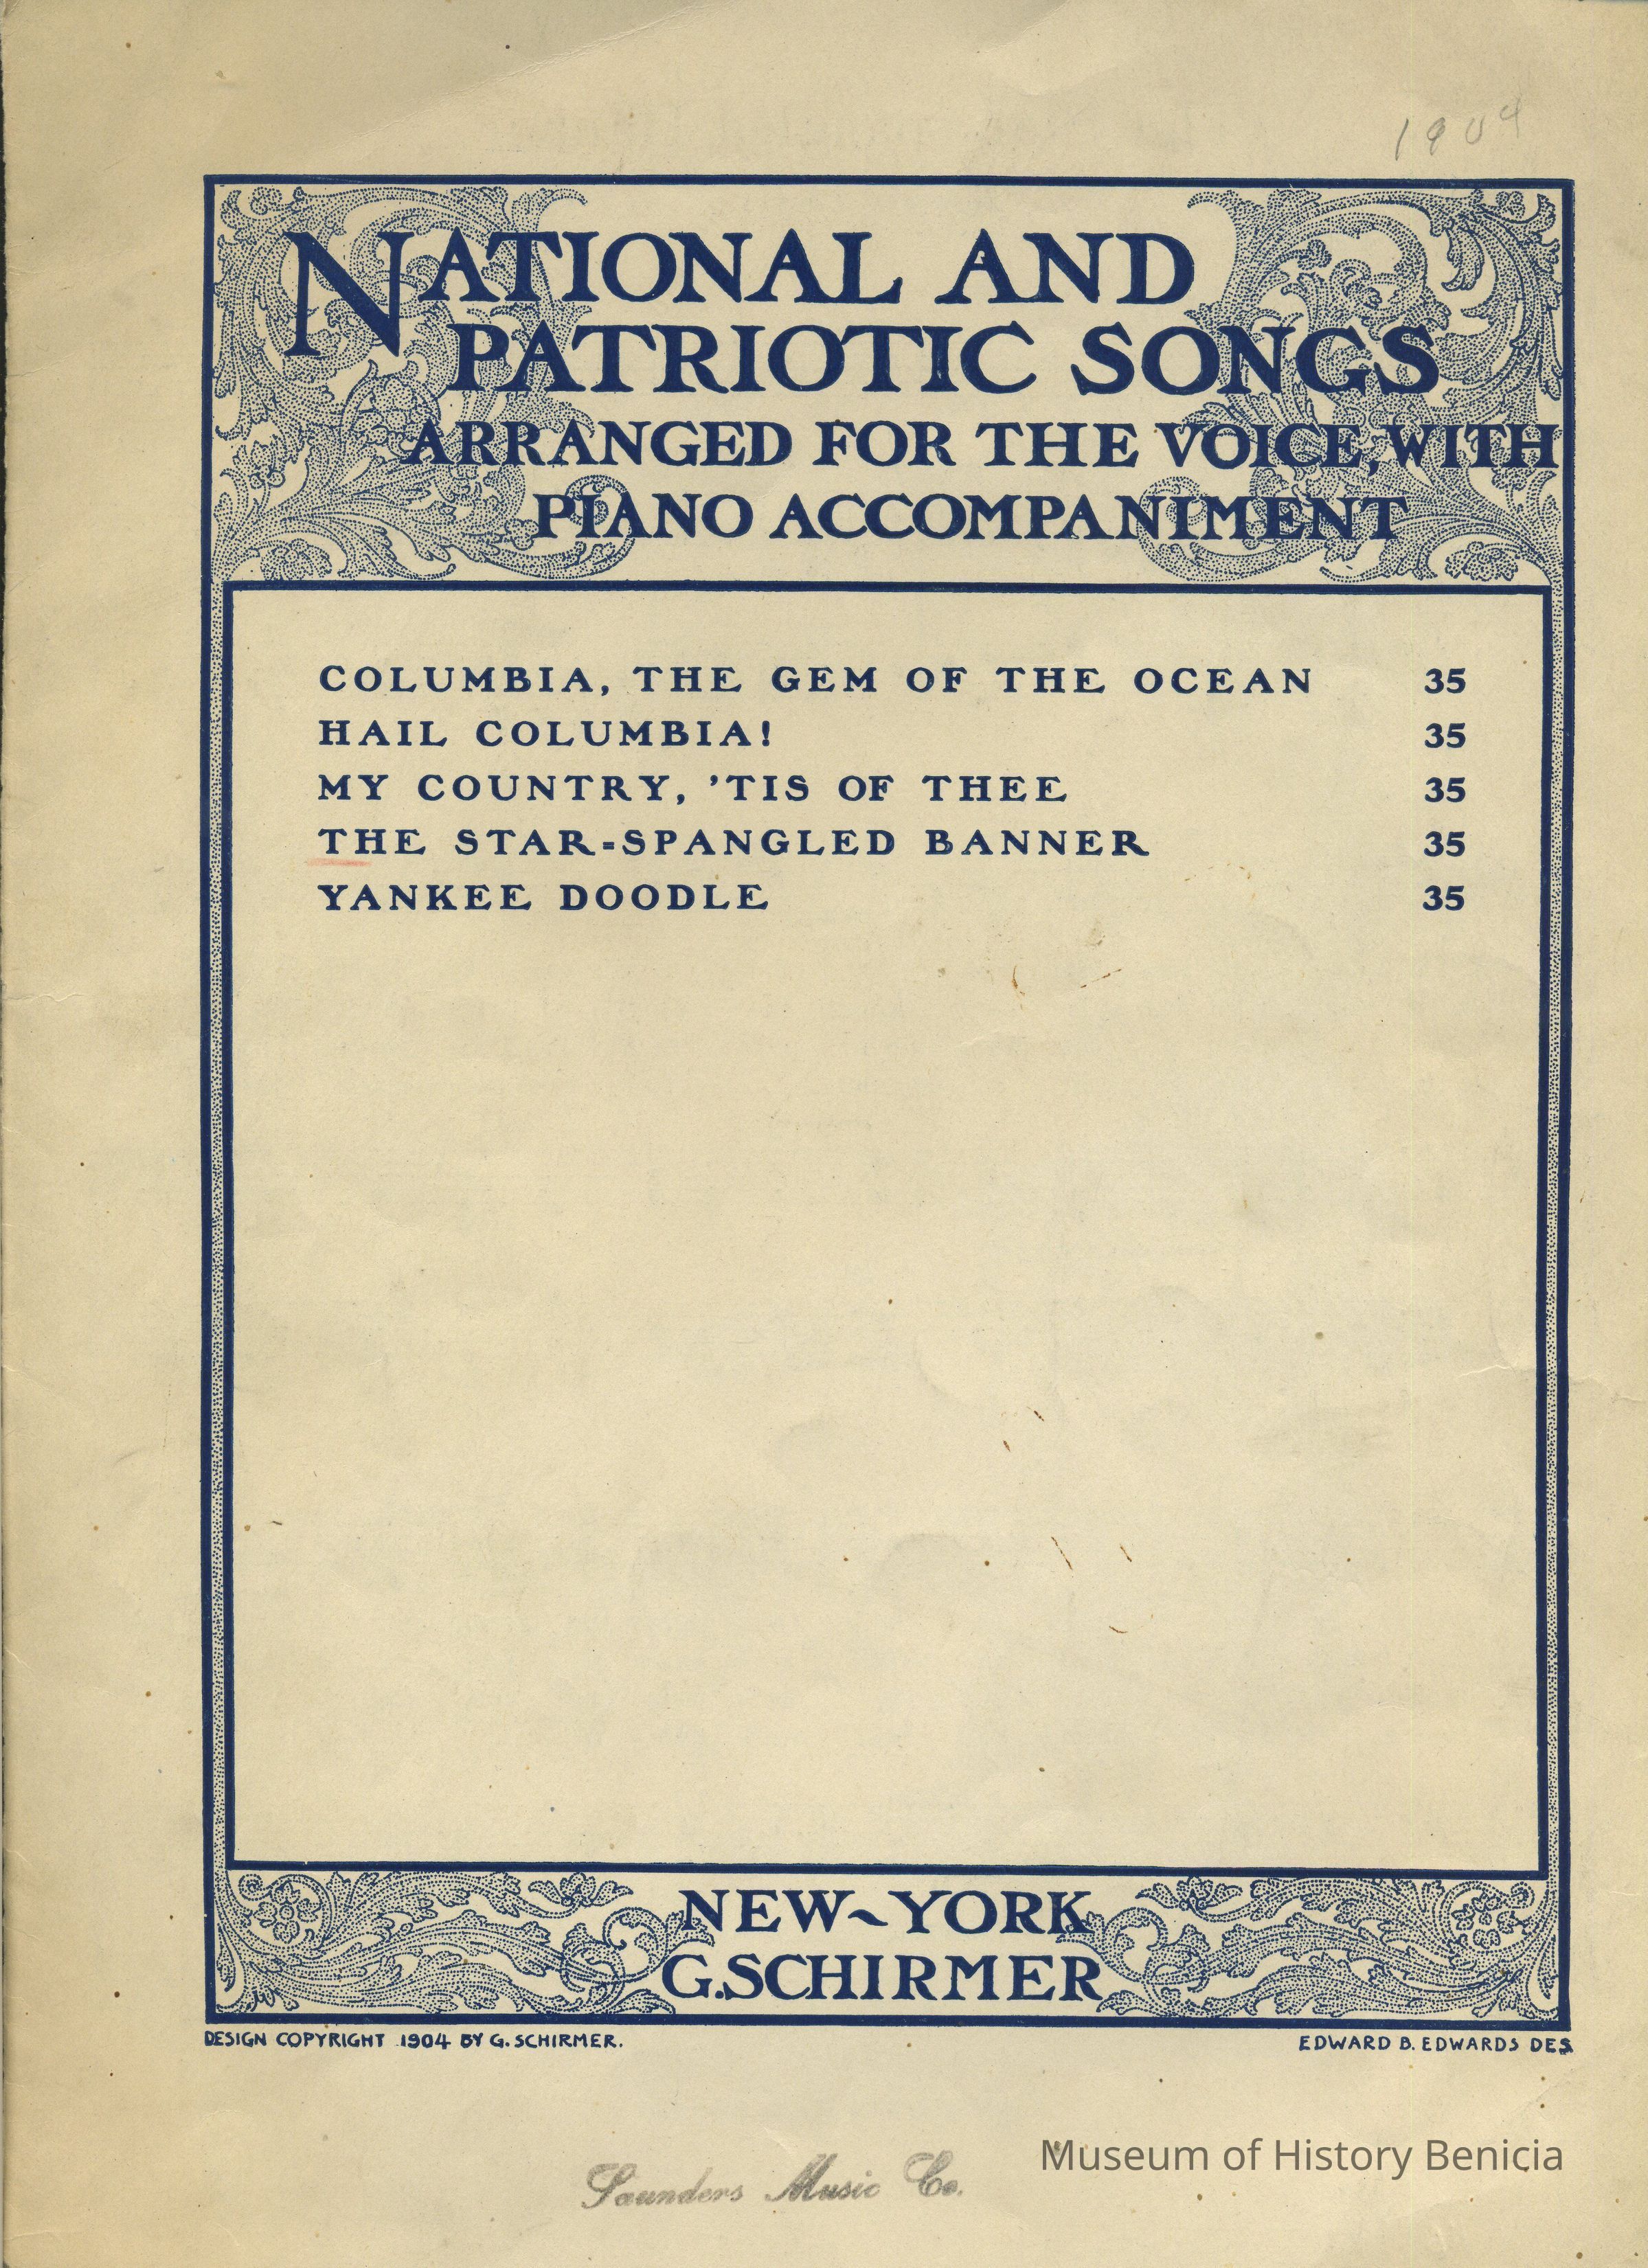 1904
NATIONAL AND
PATRIOTIC SONGS
ARRANGED FOR THE VOICE, WITH
PIANO ACCOMPANIMENT
COLUMBIA, THE GEM OF THE OCEAN 35
HAIL COLUMBIA! 35
MY COUNTRY, 'TIS OF THEE 35
THE STAR-SPANGLED BANNER 35
YANKEE DOODLE 35
NEW-YORK
G. SCHIRMER
DESIGN COPYRIGHT 1904 BY G. SCHIRMER. EDWARD B. EDWARDS DES.
Museum of History Benicia
Saunders Music Co.